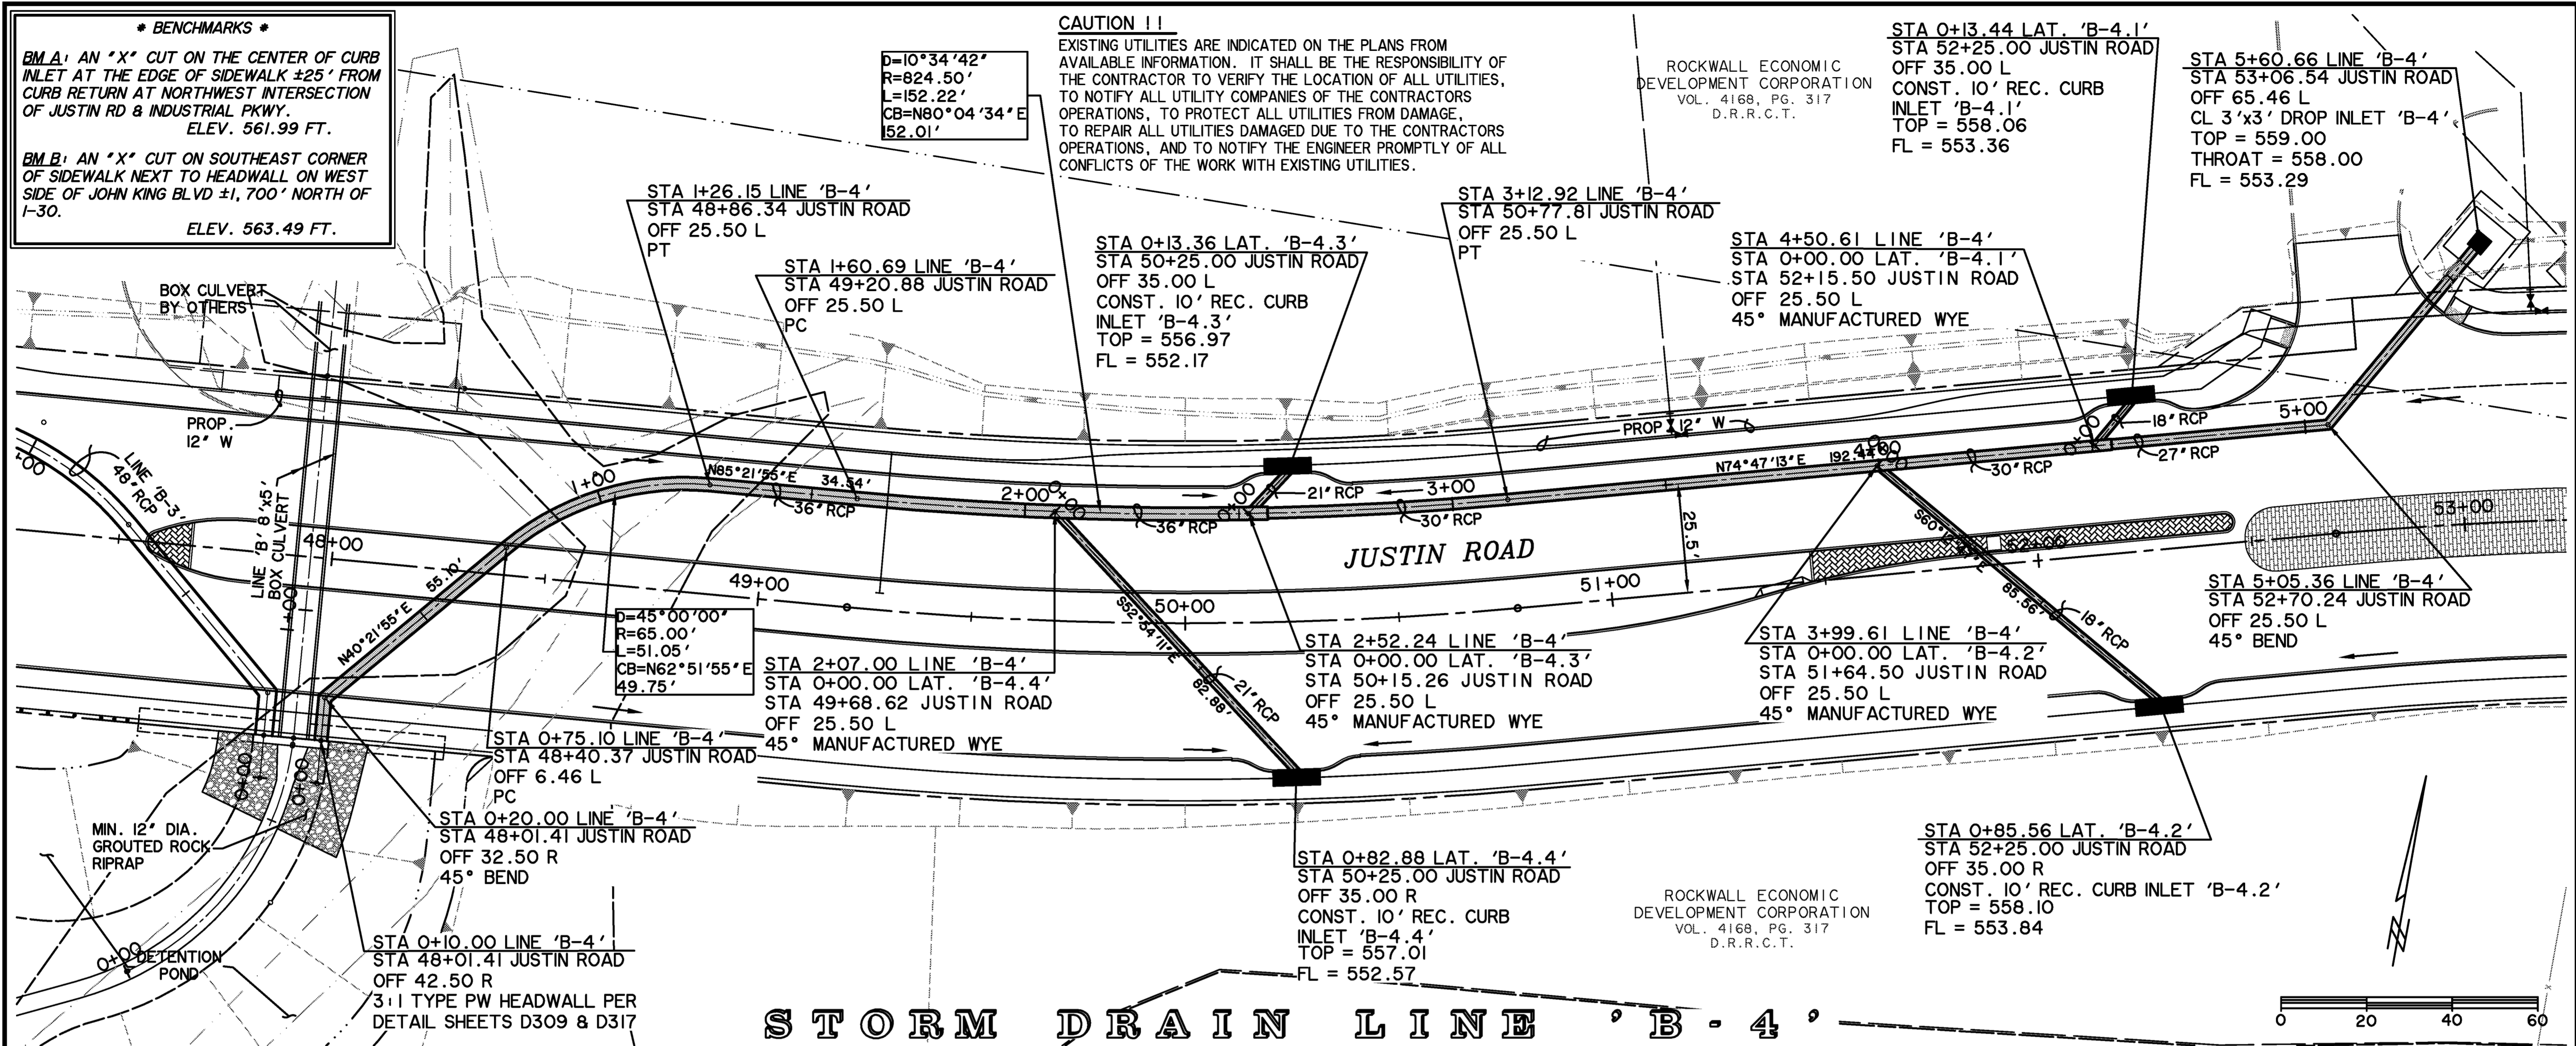 * BENCHMARKS *
BM A: AN "X" CUT ON THE CENTER OF CURB
INLET AT THE EDGE OF SIDEWALK ±25' FROM
CURB RETURN AT NORTHWEST INTERSECTION
OF JUSTIN RD & INDUSTRIAL PKWY.
ELEV. 561.99 FT.
BM B: AN "X" CUT ON SOUTHEAST CORNER
OF SIDEWALK NEXT TO HEADWALL ON WEST
SIDE OF JOHN KING BLVD ±1,700' NORTH OF
I-30.
ELEV. 563.49 FT.
D=10°34'42"
R=824.50'
L=152.22'
CB=N80°04'34"E
152.01'
CAUTION !!
EXISTING UTILITIES ARE INDICATED ON THE PLANS FROM
AVAILABLE INFORMATION. IT SHALL BE THE RESPONSIBILITY OF
THE CONTRACTOR TO VERIFY THE LOCATION OF ALL UTILITIES,
TO NOTIFY ALL UTILITY COMPANIES OF THE CONTRACTORS
OPERATIONS, TO PROTECT ALL UTILITIES FROM DAMAGE,
TO REPAIR ALL UTILITIES DAMAGED DUE TO THE CONTRACTORS
OPERATIONS, AND TO NOTIFY THE ENGINEER PROMPTLY OF ALL
CONFLICTS OF THE WORK WITH EXISTING UTILITIES.
ROCKWALL ECONOMIC
DEVELOPMENT CORPORATION
VOL. 4168, PG. 317
D.R.R.C.T.
STA 0+13.44 LAT. 'B-4.1'
STA 52+25.00 JUSTIN ROAD
OFF 35.00 L
CONST. 10' REC. CURB
INLET 'B-4.1'
TOP = 558.06
FL = 553.36
STA 5+60.66 LINE 'B-4'
STA 53+06.54 JUSTIN ROAD
OFF 65.46 L
CL 3'x3' DROP INLET 'B-4'
TOP = 559.00
THROAT = 558.00
FL = 553.29
STA 1+26.15 LINE 'B-4'
STA 48+86.34 JUSTIN ROAD
OFF 25.50 L
PT
STA 1+60.69 LINE 'B-4'
STA 49+20.88 JUSTIN ROAD
OFF 25.50 L
PC
STA 0+13.36 LAT. 'B-4.3'
STA 50+25.00 JUSTIN ROAD
OFF 35.00 L
CONST. 10' REC. CURB
INLET 'B-4.3'
TOP = 556.97
FL = 552.17
STA 3+12.92 LINE 'B-4'
STA 50+77.81 JUSTIN ROAD
OFF 25.50 L
PT
STA 4+50.61 LINE 'B-4'
STA 0+00.00 LAT. 'B-4.1'
STA 52+15.50 JUSTIN ROAD
OFF 25.50 L
45° MANUFACTURED WYE
BOX CULVERT
BY OTHERS
PROP.
12" W
LINE 'B-3'
48" RCP
LINE 'B' 8'x5'
BOX CULVERT
1+00
48+00
N40°21'55"E
55.10'
1+00
N85°21'55"E
34.54'
36" RCP
2+00
0+00
36" RCP
0+00
21" RCP
3+00
30" RCP
PROP 12" W
N74°47'13"E
30" RCP
0+00
18" RCP
27" RCP
5+00
25.5'
JUSTIN ROAD
49+00
50+00
51+00
52+00
53+00
S52°54'11"E
82.88'
21" RCP
85.56'
18" RCP
D=45°00'00"
R=65.00'
L=51.05'
CB=N62°51'55"E
49.75'
STA 2+07.00 LINE 'B-4'
STA 0+00.00 LAT. 'B-4.4'
STA 49+68.62 JUSTIN ROAD
OFF 25.50 L
45° MANUFACTURED WYE
STA 2+52.24 LINE 'B-4'
STA 0+00.00 LAT. 'B-4.3'
STA 50+15.26 JUSTIN ROAD
OFF 25.50 L
45° MANUFACTURED WYE
STA 3+99.61 LINE 'B-4'
STA 0+00.00 LAT. 'B-4.2'
STA 51+64.50 JUSTIN ROAD
OFF 25.50 L
45° MANUFACTURED WYE
STA 5+05.36 LINE 'B-4'
STA 52+70.24 JUSTIN ROAD
OFF 25.50 L
45° BEND
STA 0+75.10 LINE 'B-4'
STA 48+40.37 JUSTIN ROAD
OFF 6.46 L
PC
0+00
0+00
MIN. 12" DIA.
GROUTED ROCK
RIPRAP
STA 0+20.00 LINE 'B-4'
STA 48+01.41 JUSTIN ROAD
OFF 32.50 R
45° BEND
0+00
DETENTION
POND
STA 0+10.00 LINE 'B-4'
STA 48+01.41 JUSTIN ROAD
OFF 42.50 R
3:1 TYPE PW HEADWALL PER
DETAIL SHEETS D309 & D317
STA 0+82.88 LAT. 'B-4.4'
STA 50+25.00 JUSTIN ROAD
OFF 35.00 R
CONST. 10' REC. CURB
INLET 'B-4.4'
TOP = 557.01
FL = 552.57
ROCKWALL ECONOMIC
DEVELOPMENT CORPORATION
VOL. 4168, PG. 317
D.R.R.C.T.
STA 0+85.56 LAT. 'B-4.2'
STA 52+25.00 JUSTIN ROAD
OFF 35.00 R
CONST. 10' REC. CURB INLET 'B-4.2'
TOP = 558.10
FL = 553.84
0 20 40 60
STORM DRAIN LINE 'B-4'